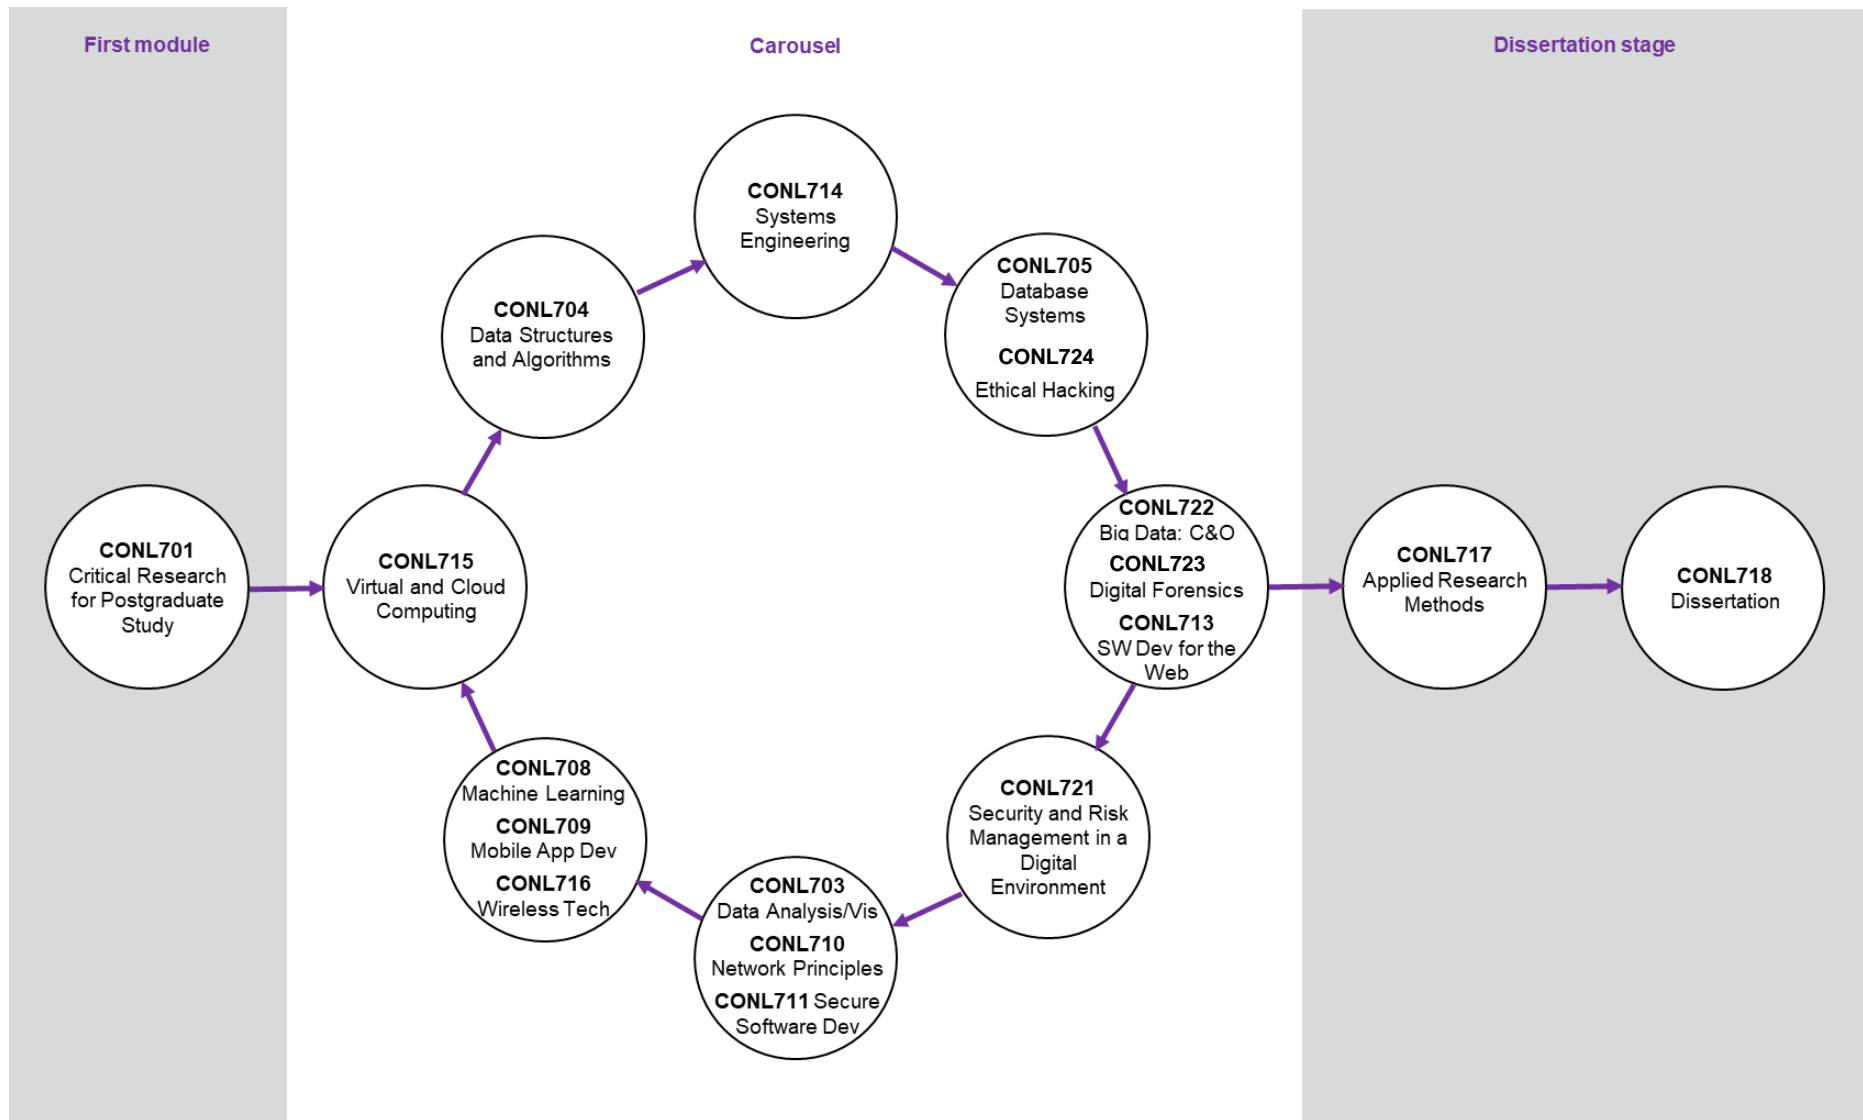 First module
Carousel
Dissertation stage
CONL701
Critical Research
for Postgraduate
Study
CONL715
Virtual and Cloud
Computing
CONL704
Data Structures
and Algorithms
CONL714
Systems
Engineering
CONL705
Database
Systems
CONL724
Ethical Hacking
CONL722
Big Data: C&O
CONL723
Digital Forensics
CONL713
SW Dev for the
Web
CONL721
Security and Risk
Management in a
Digital
Environment
CONL703
Data Analysis/Vis
CONL710
Network Principles
CONL711 Secure
Software Dev
CONL708
Machine Learning
CONL709
Mobile App Dev
CONL716
Wireless Tech
CONL717
Applied Research
Methods
CONL718
Dissertation